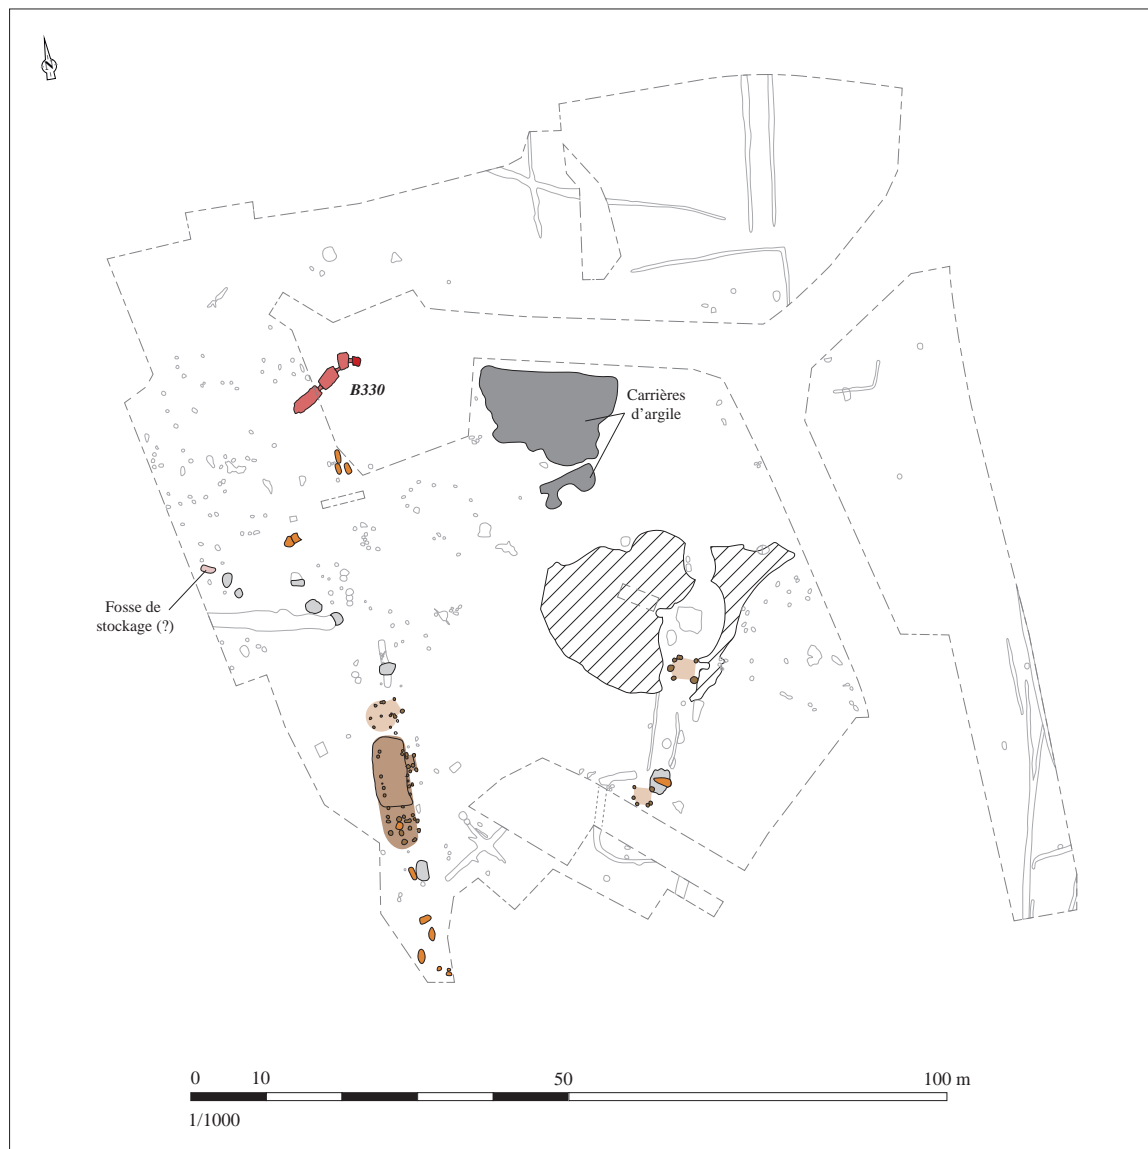 N
B330
Carrières
d'argile
Fosse de
stockage (?)
0 10 50 100 m
1/1000